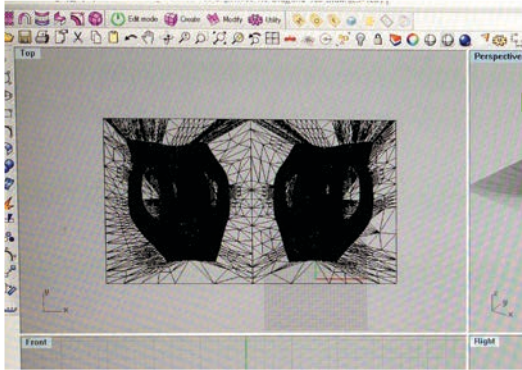 Edit mode Create Modify Utility
Top
Perspective
y
x
z
y
x
Front
Right